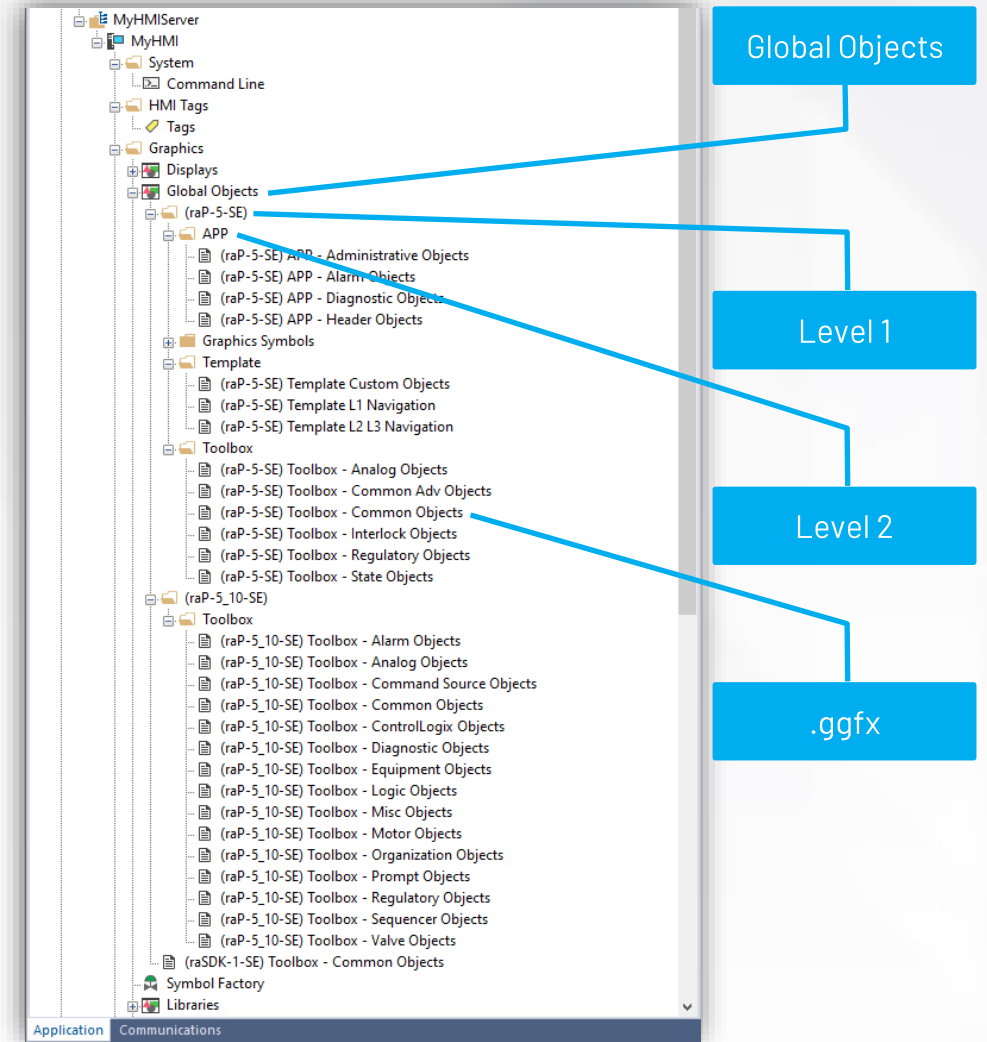 MyHMIServer
MyHMI
System
Command Line
HMI Tags
Tags
Graphics
Displays
Global Objects
(raP-5-SE)
APP
(raP-5-SE) APP - Administrative Objects
(raP-5-SE) APP - Alarm Objects
(raP-5-SE) APP - Diagnostic Objects
(raP-5-SE) APP - Header Objects
Graphics Symbols
Template
(raP-5-SE) Template Custom Objects
(raP-5-SE) Template L1 Navigation
(raP-5-SE) Template L2 L3 Navigation
Toolbox
(raP-5-SE) Toolbox - Analog Objects
(raP-5-SE) Toolbox - Common Adv Objects
(raP-5-SE) Toolbox - Common Objects
(raP-5-SE) Toolbox - Interlock Objects
(raP-5-SE) Toolbox - Regulatory Objects
(raP-5-SE) Toolbox - State Objects
(raP-5_10-SE)
Toolbox
(raP-5_10-SE) Toolbox - Alarm Objects
(raP-5_10-SE) Toolbox - Analog Objects
(raP-5_10-SE) Toolbox - Command Source Objects
(raP-5_10-SE) Toolbox - Common Objects
(raP-5_10-SE) Toolbox - ControlLogix Objects
(raP-5_10-SE) Toolbox - Diagnostic Objects
(raP-5_10-SE) Toolbox - Equipment Objects
(raP-5_10-SE) Toolbox - Logic Objects
(raP-5_10-SE) Toolbox - Misc Objects
(raP-5_10-SE) Toolbox - Motor Objects
(raP-5_10-SE) Toolbox - Organization Objects
(raP-5_10-SE) Toolbox - Prompt Objects
(raP-5_10-SE) Toolbox - Regulatory Objects
(raP-5_10-SE) Toolbox - Sequencer Objects
(raP-5_10-SE) Toolbox - Valve Objects
(raSDK-1-SE) Toolbox - Common Objects
Symbol Factory
Libraries
Application Communications
Global Objects
Level 1
Level 2
.ggfx